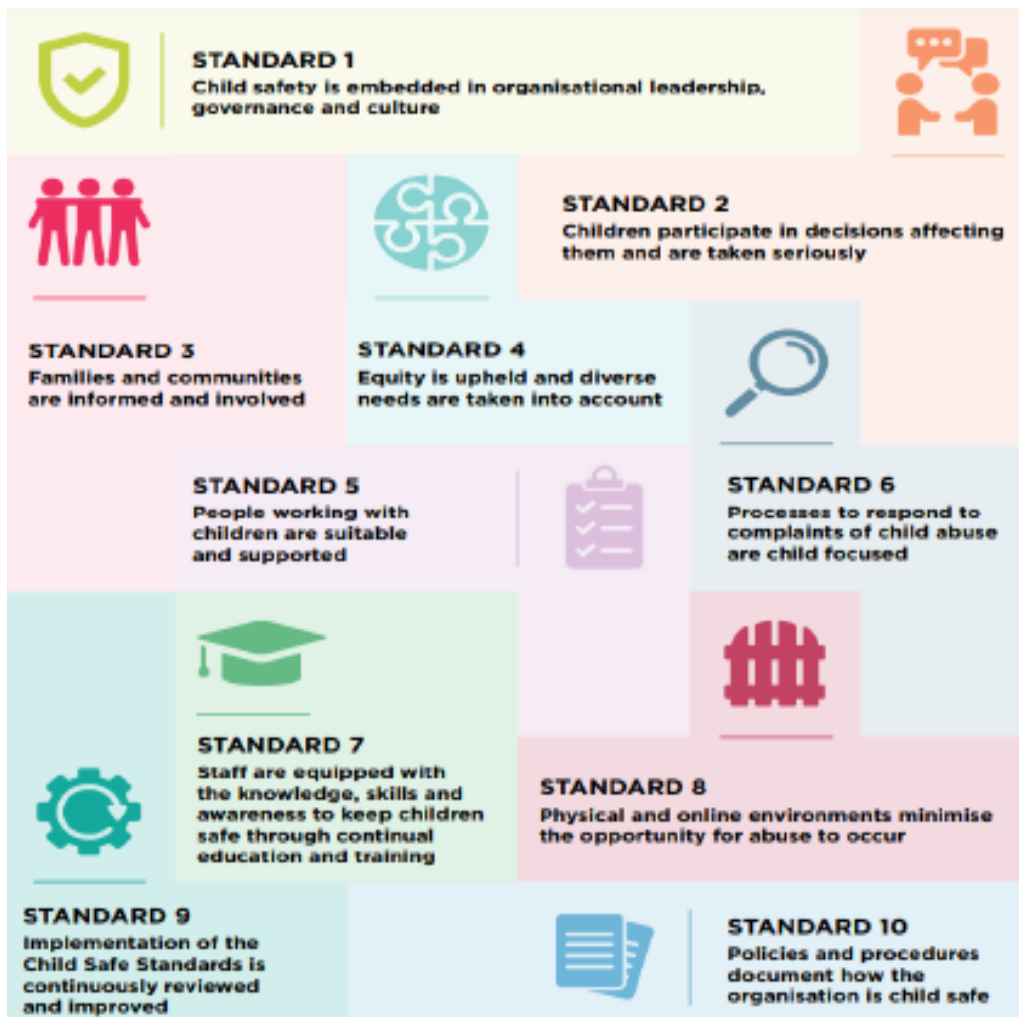 STANDARD 1
Child safety is embedded in organisational leadership,
governance and culture
STANDARD 2
Children participate in decisions affecting
them and are taken seriously
STANDARD 3
Families and communities
are informed and involved
STANDARD 4
Equity is upheld and diverse
needs are taken into account
STANDARD 5
People working with
children are suitable
and supported
STANDARD 6
Processes to respond to
complaints of child abuse
are child focused
STANDARD 7
Staff are equipped with
the knowledge, skills and
awareness to keep children
safe through continual
education and training
STANDARD 8
Physical and online environments minimise
the opportunity for abuse to occur
STANDARD 9
Implementation of the
Child Safe Standards is
continuously reviewed
and improved
STANDARD 10
Policies and procedures
document how the
organisation is child safe